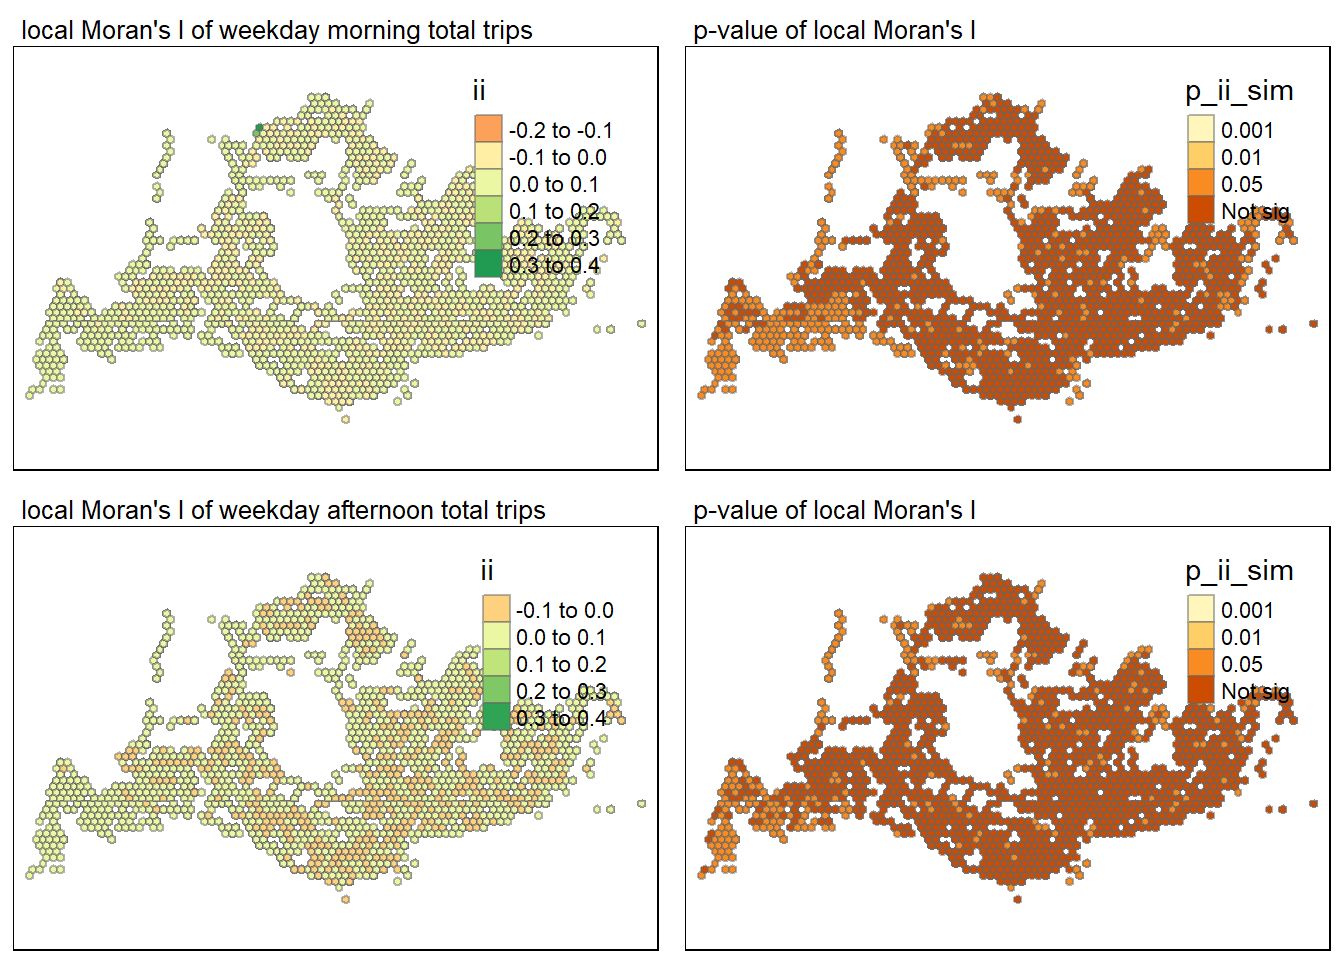 local Moran's I of weekday morning total trips
ii
-0.2 to -0.1
-0.1 to 0.0
0.0 to 0.1
0.1 to 0.2
0.2 to 0.3
0.3 to 0.4
p-value of local Moran's I
p_ii_sim
0.001
0.01
0.05
Not sig
local Moran's I of weekday afternoon total trips
ii
-0.1 to 0.0
0.0 to 0.1
0.1 to 0.2
0.2 to 0.3
0.3 to 0.4
p-value of local Moran's I
p_ii_sim
0.001
0.01
0.05
Not sig